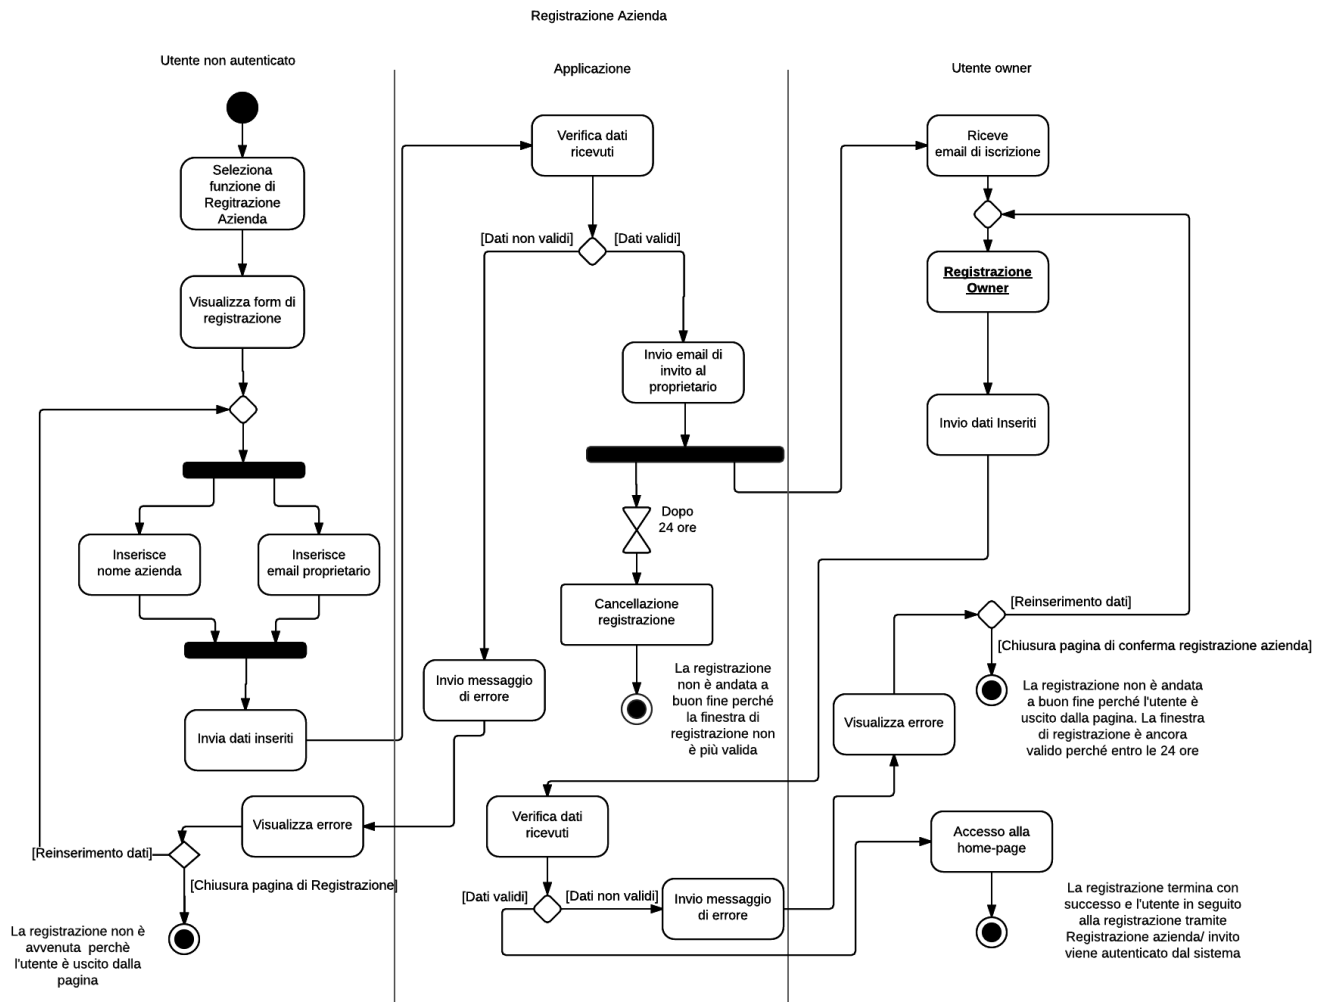 Registrazione Azienda
Utente non autenticato
Applicazione
Utente owner
Seleziona
funzione di
Regitrazione
Azienda
Visualizza form di
registrazione
Inserisce
nome azienda
Inserisce
email proprietario
Invia dati inseriti
Visualizza errore
[Reinserimento dati]
[Chiusura pagina di Registrazione]
La registrazione non è
avvenuta perchè
l'utente è uscito dalla
pagina
Verifica dati
ricevuti
[Dati non validi]
[Dati validi]
Invio email di
invito al
proprietario
Dopo
24 ore
Cancellazione
registrazione
La registrazione
non è andata a
buon fine perché
la finestra di
registrazione non
è più valida
Invio messaggio
di errore
Verifica dati
ricevuti
[Dati validi]
[Dati non validi]
Invio messaggio
di errore
Riceve
email di iscrizione
Registrazione
Owner
Invio dati Inseriti
[Reinserimento dati]
[Chiusura pagina di conferma registrazione azienda]
La registrazione non è andata
a buon fine perché l'utente è
uscito dalla pagina. La finestra
di registrazione è ancora
valido perché entro le 24 ore
Visualizza errore
Accesso alla
home-page
La registrazione termina con
successo e l'utente in seguito
alla registrazione tramite
Registrazione azienda/ invito
viene autenticato dal sistema